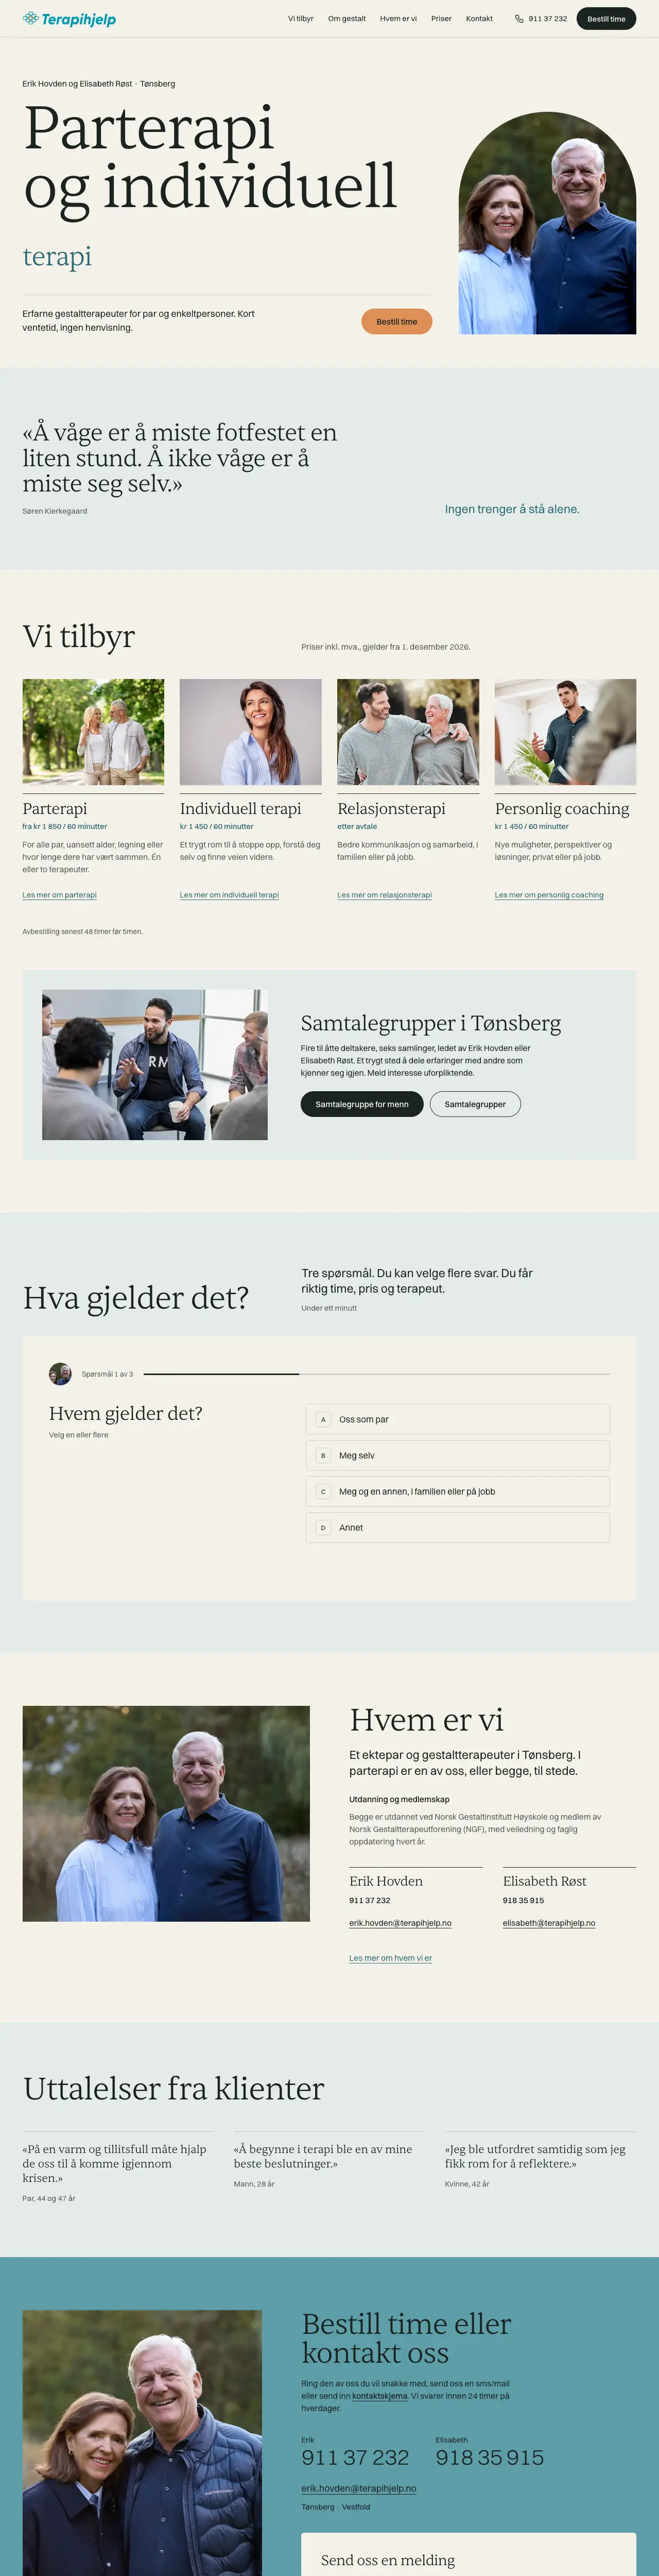 Terapihjelp
Vi tilbyr
Om gestalt
Hvem er vi
Priser
Kontakt
911 37 232
Bestill time
Erik Hovden og Elisabeth Røst · Tønsberg
Parterapi
og individuell
terapi
Erfarne gestaltterapeuter for par og enkeltpersoner. Kort
ventetid, ingen henvisning.
Bestill time
«Å våge er å miste fotfestet en
liten stund. Å ikke våge er å
miste seg selv.»
Søren Kierkegaard
Ingen trenger å stå alene.
Vi tilbyr
Priser inkl. mva., gjelder fra 1. desember 2026.
Parterapi
fra kr 1 850 / 60 minutter
For alle par, uansett alder, legning eller
hvor lenge dere har vært sammen. Én
eller to terapeuter.
Les mer om parterapi
Individuell terapi
kr 1 450 / 60 minutter
Et trygt rom til å stoppe opp, forstå deg
selv og finne veien videre.
Les mer om individuell terapi
Relasjonsterapi
etter avtale
Bedre kommunikasjon og samarbeid, i
familien eller på jobb.
Les mer om relasjonsterapi
Personlig coaching
kr 1 450 / 60 minutter
Nye muligheter, perspektiver og
løsninger, privat eller på jobb.
Les mer om personlig coaching
Avbestilling senest 48 timer før timen.
Samtalegrupper i Tønsberg
Fire til åtte deltakere, seks samlinger, ledet av Erik Hovden eller
Elisabeth Røst. Et trygt sted å dele erfaringer med andre som
kjenner seg igjen. Meld interesse uforpliktende.
Samtalegruppe for menn
Samtalegrupper
Hva gjelder det?
Tre spørsmål. Du kan velge flere svar. Du får
riktig time, pris og terapeut.
Under ett minutt
Spørsmål 1 av 3
Hvem gjelder det?
Velg en eller flere
A Oss som par
B Meg selv
C Meg og en annen, i familien eller på jobb
D Annet
Hvem er vi
Et ektepar og gestaltterapeuter i Tønsberg. I
parterapi er en av oss, eller begge, til stede.
Utdanning og medlemskap
Begge er utdannet ved Norsk Gestaltinstitutt Høyskole og medlem av
Norsk Gestaltterapeutforening (NGF), med veiledning og faglig
oppdatering hvert år.
Erik Hovden
911 37 232
erik.hovden@terapihjelp.no
Elisabeth Røst
918 35 915
elisabeth@terapihjelp.no
Les mer om hvem vi er
Uttalelser fra klienter
«På en varm og tillitsfull måte hjalp
de oss til å komme igjennom
krisen.»
Par, 44 og 47 år
«Å begynne i terapi ble en av mine
beste beslutninger.»
Mann, 28 år
«Jeg ble utfordret samtidig som jeg
fikk rom for å reflektere.»
Kvinne, 42 år
Bestill time eller
kontakt oss
Ring den av oss du vil snakke med, send oss en sms/mail
eller send inn kontaktskjema. Vi svarer innen 24 timer på
hverdager.
Erik
911 37 232
Elisabeth
918 35 915
erik.hovden@terapihjelp.no
Tønsberg · Vestfold
Send oss en melding